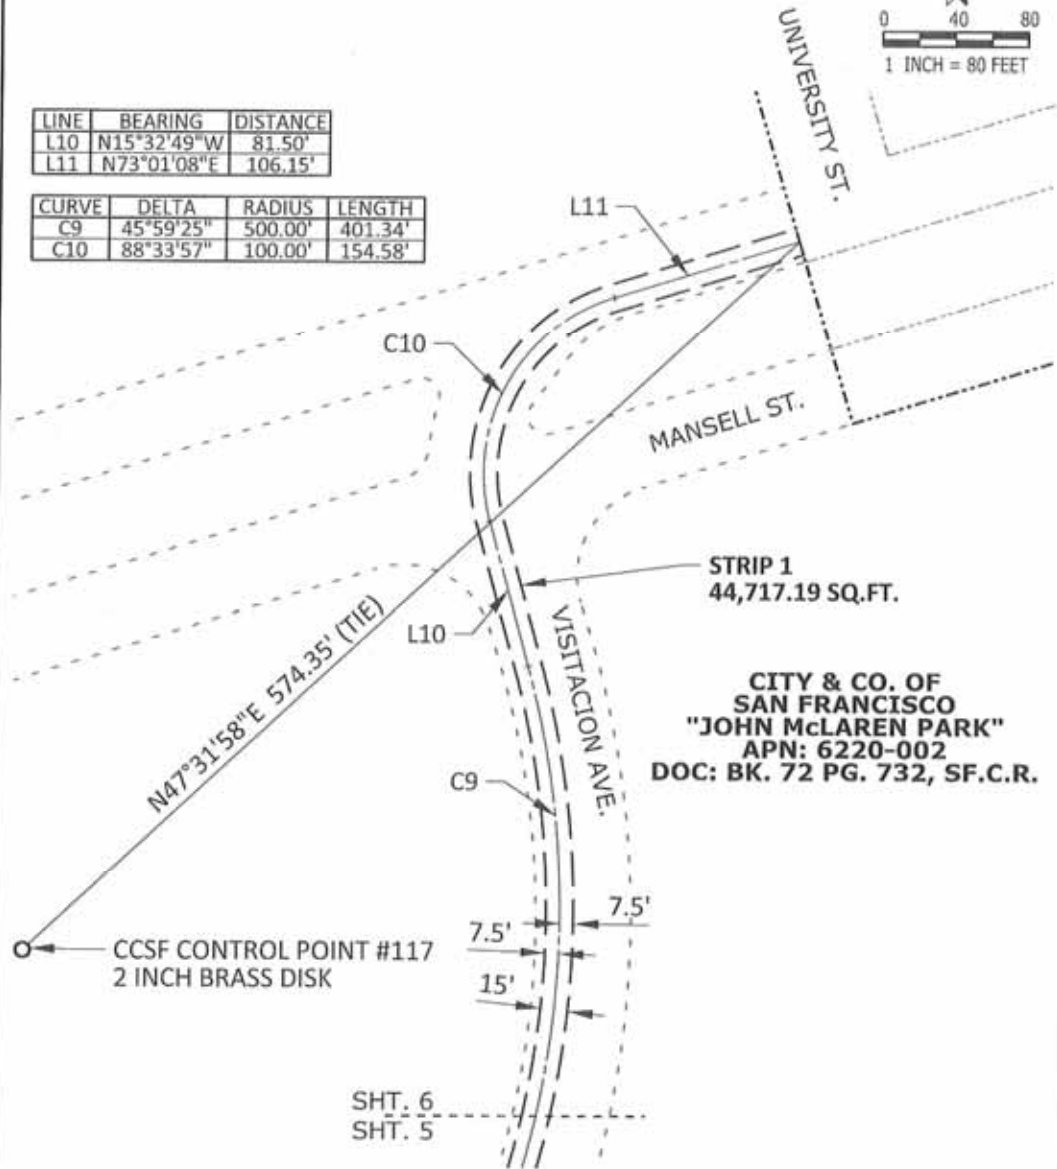 UNIVERSITY ST.
0 40 80
1 INCH = 80 FEET
LINE BEARING DISTANCE
L10 N15°32'49"W 81.50'
L11 N73°01'08"E 106.15'
CURVE DELTA RADIUS LENGTH
C9 45°59'25" 500.00' 401.34'
C10 88°33'57" 100.00' 154.58'
L11
C10
MANSELL ST.
STRIP 1
44,717.19 SQ.FT.
L10
VISITACION AVE.
N47°31'58"E 574.35' (TIE)
CITY & CO. OF
SAN FRANCISCO
"JOHN McLAREN PARK"
APN: 6220-002
DOC: BK. 72 PG. 732, SF.C.R.
C9
7.5'
7.5'
CCSF CONTROL POINT #117
2 INCH BRASS DISK
15'
SHT. 6
SHT. 5